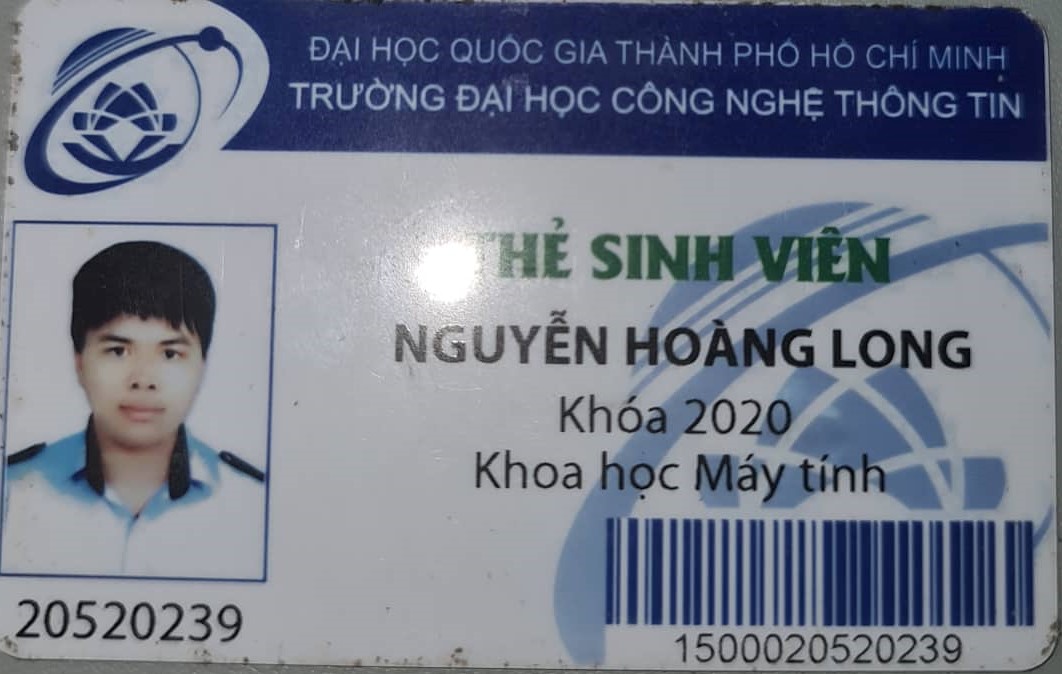 ĐẠI HỌC QUỐC GIA THÀNH PHỐ HỒ CHÍ MINH
TRƯỜNG ĐẠI HỌC CÔNG NGHỆ THÔNG TIN
THẺ SINH VIÊN
NGUYỄN HOÀNG LONG
Khóa 2020
Khoa học Máy tính
20520239
1500020520239